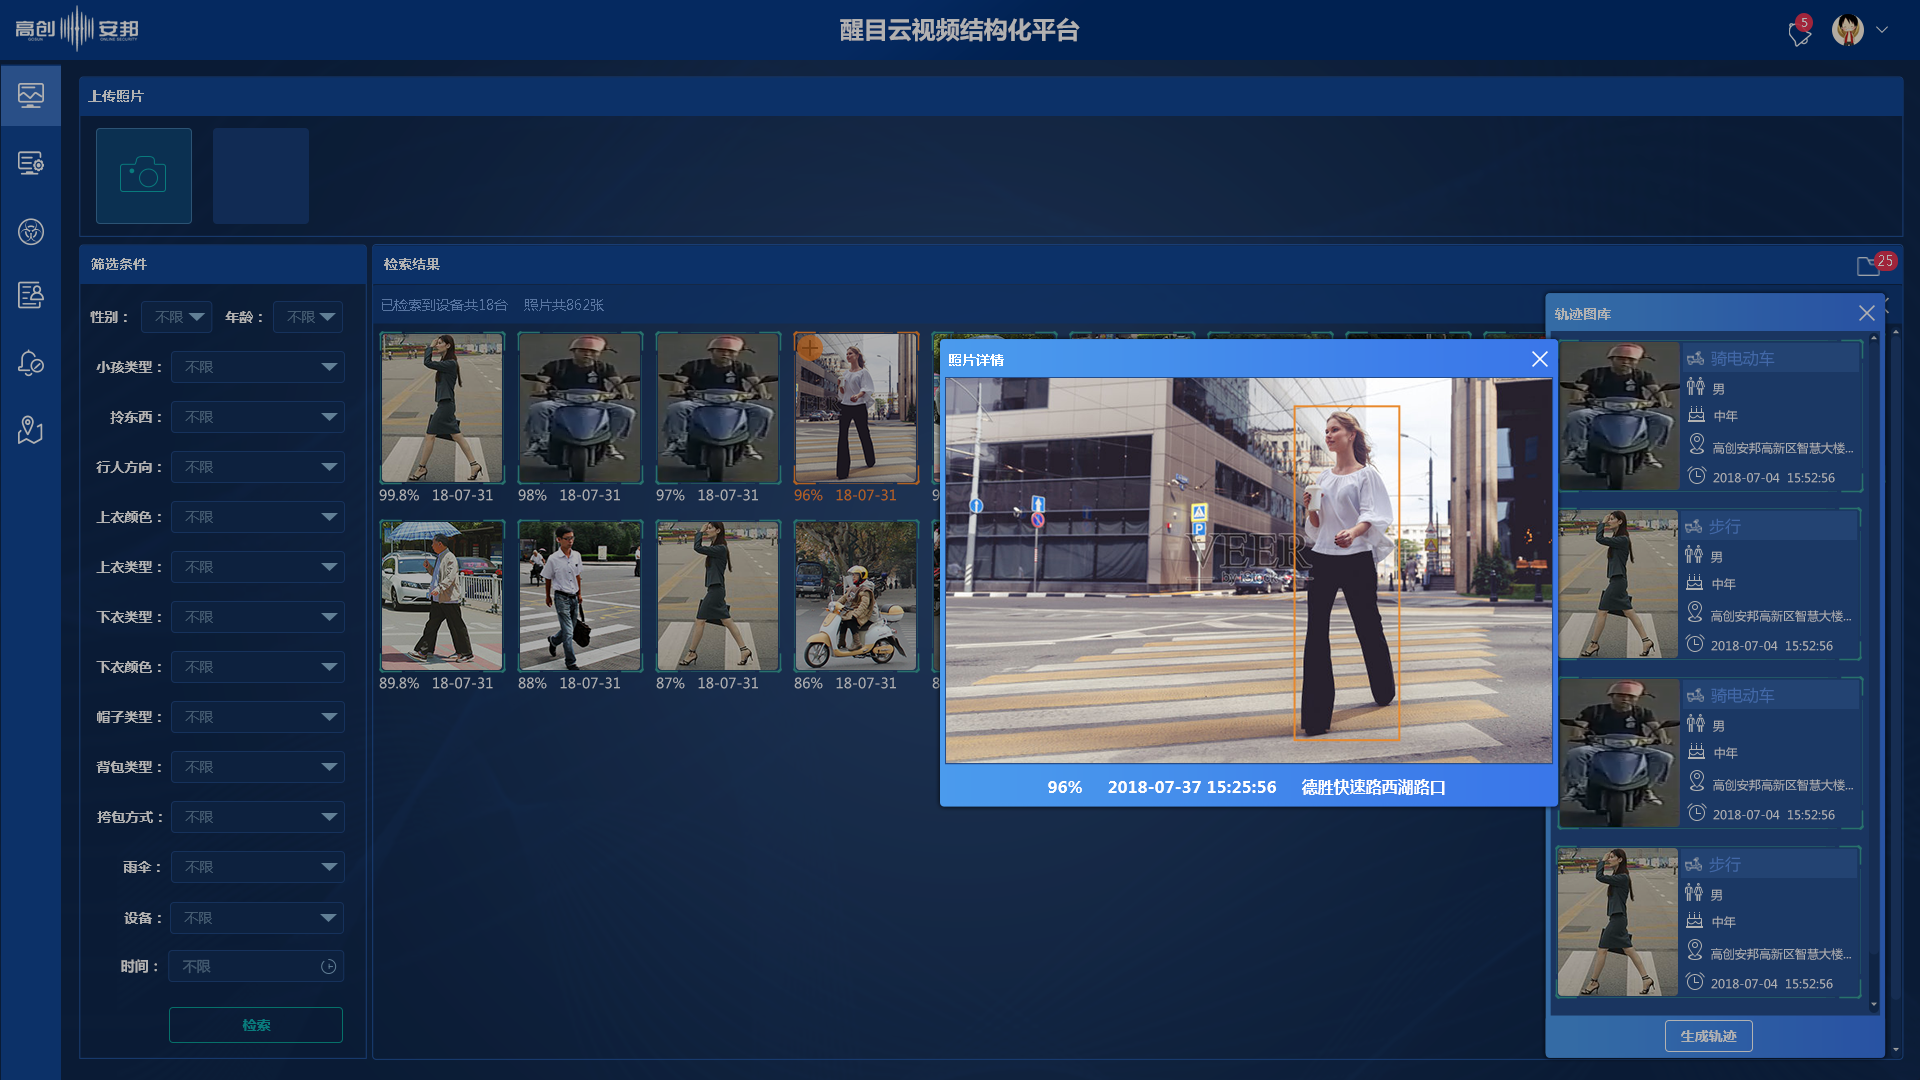 高创 安邦
醒目云视频结构化平台
5
上传照片
筛选条件
性别： 不限 年龄： 不限
小孩类型： 不限
拎东西： 不限
行人方向： 不限
上衣颜色： 不限
上衣类型： 不限
下衣类型： 不限
下衣颜色： 不限
帽子类型： 不限
背包类型： 不限
挎包方式： 不限
雨伞： 不限
设备： 不限
时间： 不限
检索
检索结果
25
已检索到设备共18台 照片共862张
99.8% 18-07-31
98% 18-07-31
97% 18-07-31
96% 18-07-31
89.8% 18-07-31
88% 18-07-31
87% 18-07-31
86% 18-07-31
照片详情
VEER
P
96% 2018-07-37 15:25:56 德胜快速路西湖路口
轨迹图库
骑电动车
男
中年
高创安邦高新区智慧大楼...
2018-07-04 15:52:56
步行
男
中年
高创安邦高新区智慧大楼...
2018-07-04 15:52:56
骑电动车
男
中年
高创安邦高新区智慧大楼...
2018-07-04 15:52:56
步行
男
中年
高创安邦高新区智慧大楼...
2018-07-04 15:52:56
生成轨迹